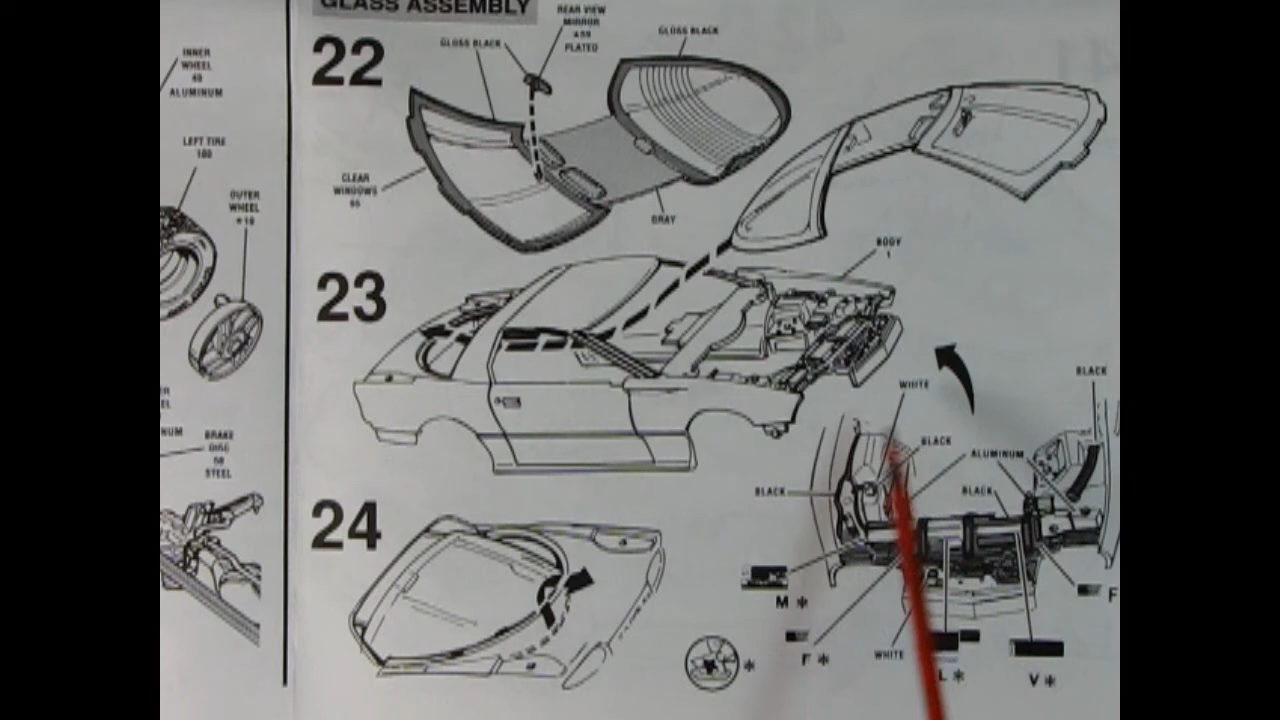 INNER
WHEEL
ALUMINUM
LEFT TIRE
OUTER
WHEEL
BRAKE
DISC
STEEL
GLASS ASSEMBLY
22
GLOSS BLACK
REAR VIEW
MIRROR
PLATED
GLOSS BLACK
CLEAR
WINDOWS
GRAY
23
BODY
1
24
WHITE
BLACK
BLACK
ALUMINUM
BLACK
BLACK
M *
F *
WHITE
L *
V *
F
*